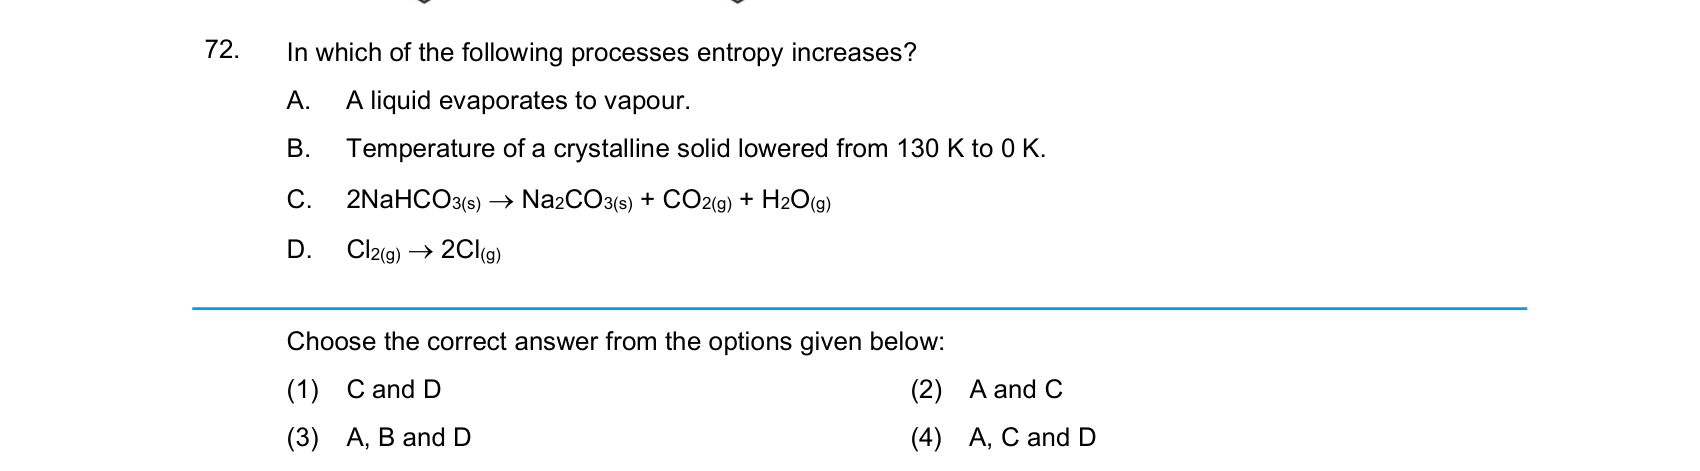 72. In which of the following processes entropy increases?
A. A liquid evaporates to vapour.
B. Temperature of a crystalline solid lowered from 130 K to 0 K.
C. 2NaHCO3(s) → Na2CO3(s) + CO2(g) + H2O(g)
D. Cl2(g) → 2Cl(g)
Choose the correct answer from the options given below:
(1) C and D (2) A and C
(3) A, B and D (4) A, C and D